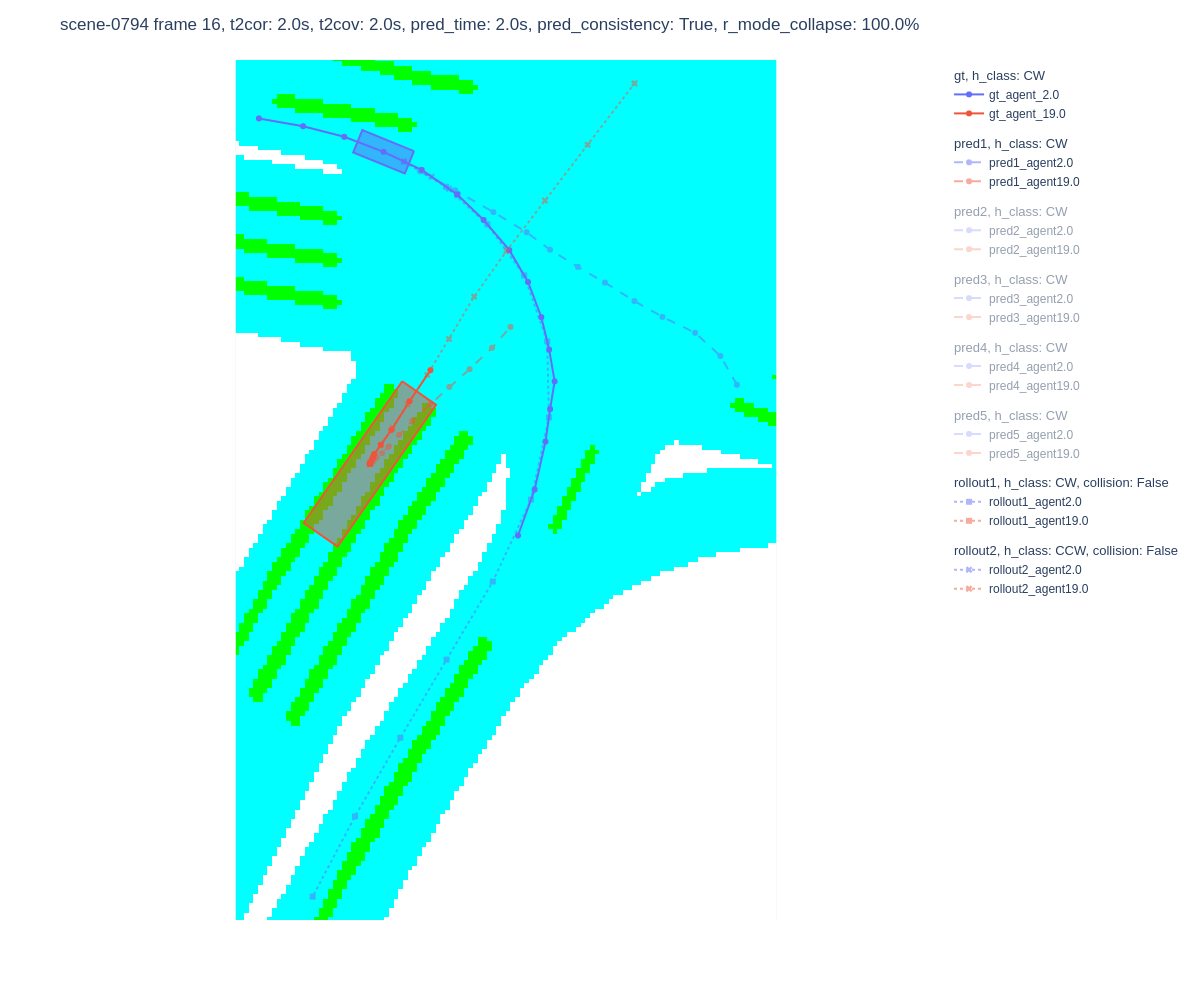 scene-0794 frame 16, t2cor: 2.0s, t2cov: 2.0s, pred_time: 2.0s, pred_consistency: True, r_mode_collapse: 100.0%
gt, h_class: CW
gt_agent_2.0
gt_agent_19.0
pred1, h_class: CW
pred1_agent2.0
pred1_agent19.0
pred2, h_class: CW
pred2_agent2.0
pred2_agent19.0
pred3, h_class: CW
pred3_agent2.0
pred3_agent19.0
pred4, h_class: CW
pred4_agent2.0
pred4_agent19.0
pred5, h_class: CW
pred5_agent2.0
pred5_agent19.0
rollout1, h_class: CW, collision: False
rollout1_agent2.0
rollout1_agent19.0
rollout2, h_class: CCW, collision: False
rollout2_agent2.0
rollout2_agent19.0